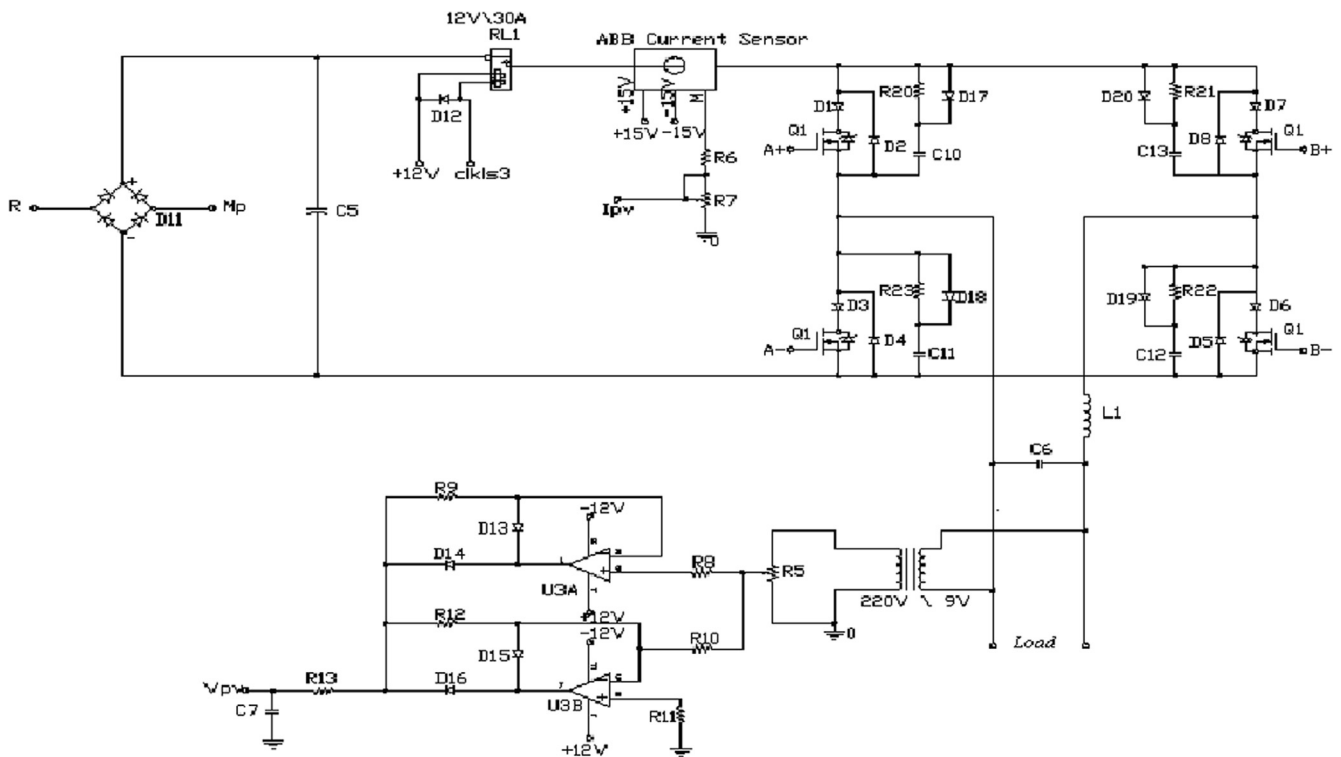 12V\30A
RL1
ABB Current Sensor
D12
+12V clkls3
+15V
-15V
M
+15V -15V
R6
R7
Ipv
0
R
D11
Mp
C5
D1
R20
D17
Q1
A+
D2
C10
D20
R21
D7
D8
Q1
C13
B+
D3
R23
D18
Q1
A-
D4
C11
D19
R22
D6
Q1
D5
C12
B-
L1
C6
R9
-12V
D13
D14
R8
R5
U3A
+12V
220V \ 9V
0
Load
R12
-12V
R10
D15
D16
R13
Vpv
C7
U3B
R11
+12V